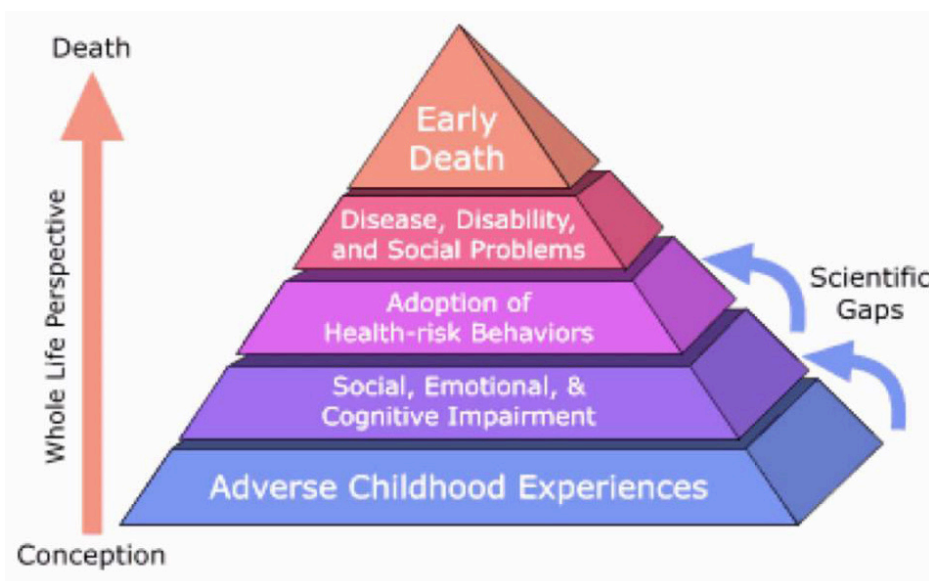 Death
Whole Life Perspective
Conception
Early
Death
Disease, Disability,
and Social Problems
Adoption of
Health-risk Behaviors
Social, Emotional, &
Cognitive Impairment
Adverse Childhood Experiences
Scientific
Gaps